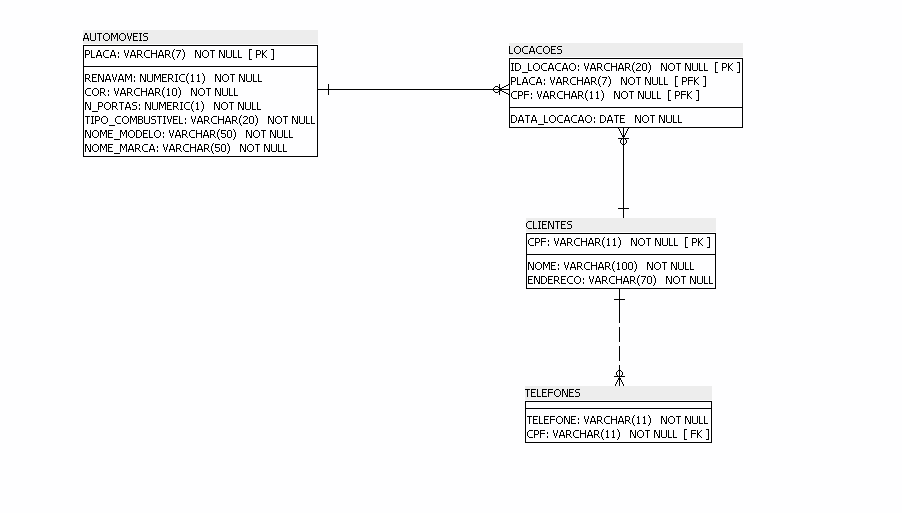 AUTOMOVEIS
PLACA: VARCHAR(7) NOT NULL [ PK ]
RENAVAM: NUMERIC(11) NOT NULL
COR: VARCHAR(10) NOT NULL
N_PORTAS: NUMERIC(1) NOT NULL
TIPO_COMBUSTIVEL: VARCHAR(20) NOT NULL
NOME_MODELO: VARCHAR(50) NOT NULL
NOME_MARCA: VARCHAR(50) NOT NULL
LOCACOES
ID_LOCACAO: VARCHAR(20) NOT NULL [ PK ]
PLACA: VARCHAR(7) NOT NULL [ PFK ]
CPF: VARCHAR(11) NOT NULL [ PFK ]
DATA_LOCACAO: DATE NOT NULL
CLIENTES
CPF: VARCHAR(11) NOT NULL [ PK ]
NOME: VARCHAR(100) NOT NULL
ENDERECO: VARCHAR(70) NOT NULL
TELEFONES
TELEFONE: VARCHAR(11) NOT NULL
CPF: VARCHAR(11) NOT NULL [ FK ]